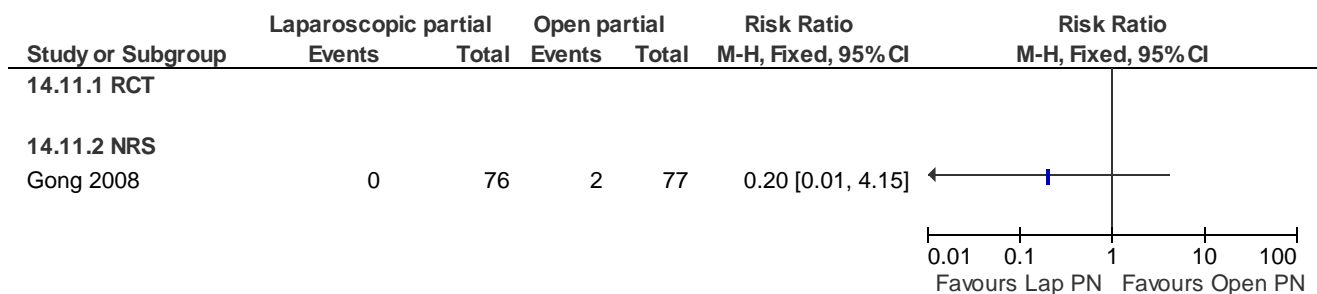 Laparoscopic partial Open partial Risk Ratio Risk Ratio
Study or Subgroup Events Total Events Total M-H, Fixed, 95% CI M-H, Fixed, 95% CI
14.11.1 RCT
14.11.2 NRS
Gong 2008 0 76 2 77 0.20 [0.01, 4.15]
0.01 0.1 1 10 100
Favours Lap PN Favours Open PN